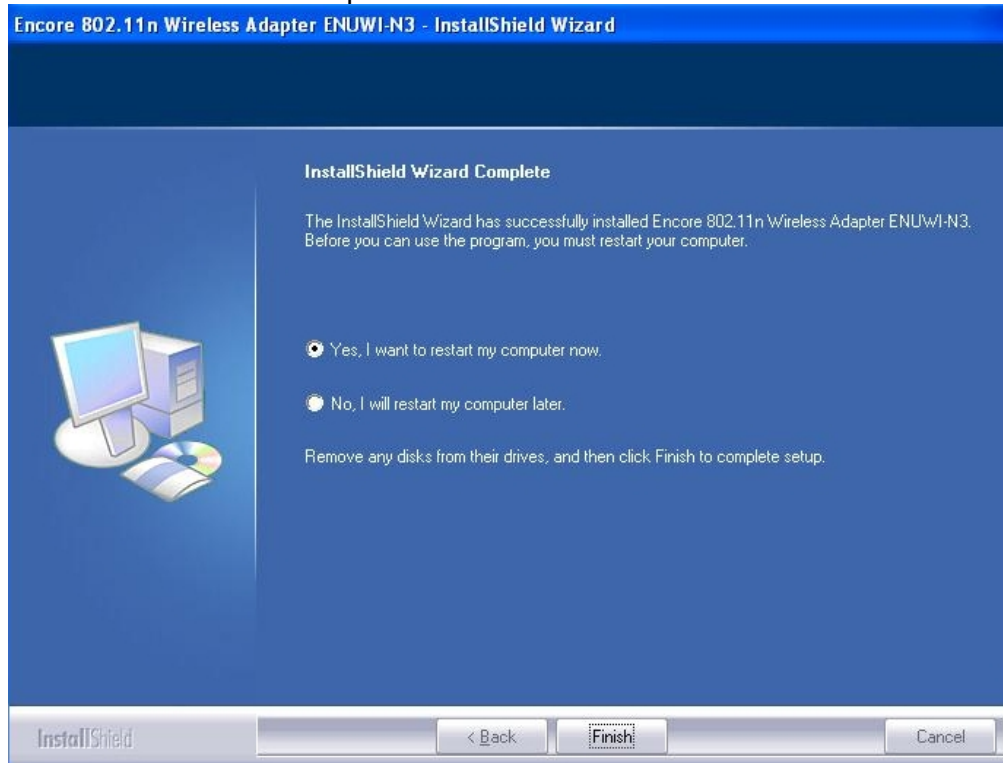 Encore 802.11n Wireless Adapter ENUWI-N3 - InstallShield Wizard
InstallShield Wizard Complete
The InstallShield Wizard has successfully installed Encore 802.11n Wireless Adapter ENUWI-N3.
Before you can use the program, you must restart your computer.
Yes, I want to restart my computer now.
No, I will restart my computer later.
Remove any disks from their drives, and then click Finish to complete setup.
InstallShield
< Back
Finish
Cancel